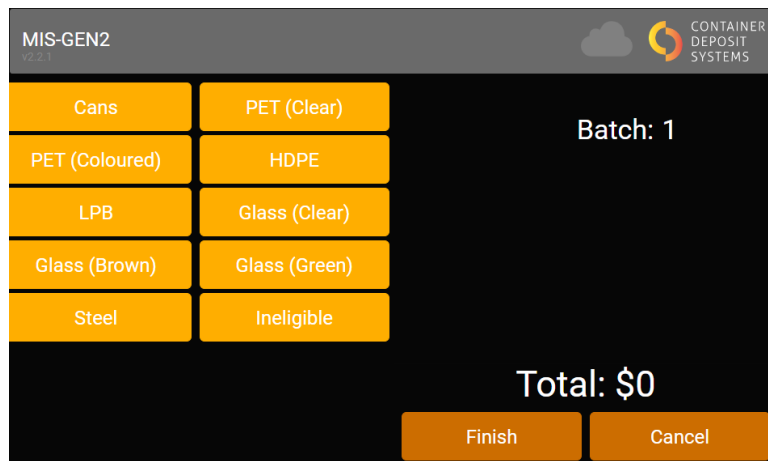 MIS-GEN2
v2.2.1
CONTAINER
DEPOSIT
SYSTEMS
Cans
PET (Clear)
PET (Coloured)
HDPE
LPB
Glass (Clear)
Glass (Brown)
Glass (Green)
Steel
Ineligible
Batch: 1
Total: $0
Finish
Cancel